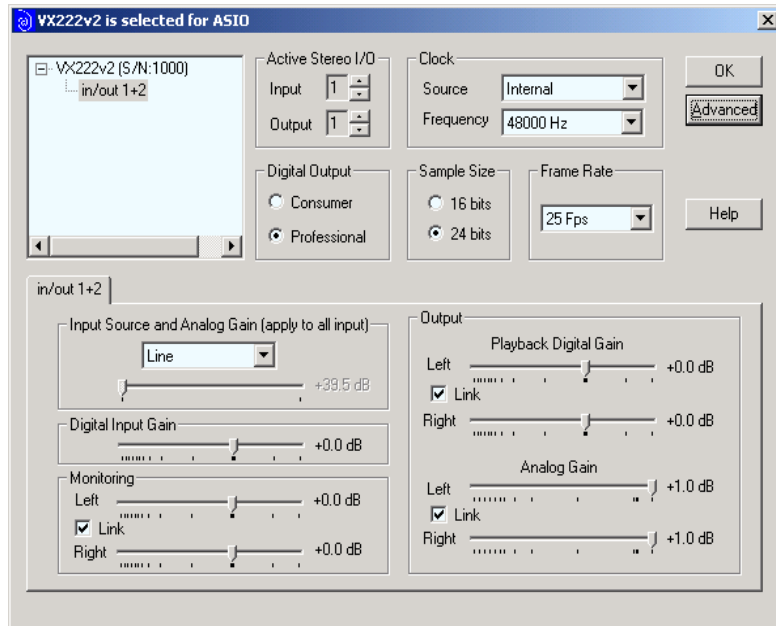 VX222v2 is selected for ASIO
VX222v2 (S/N:1000)
in/out 1+2
Active Stereo I/O
Input 1
Output 1
Clock
Source Internal
Frequency 48000 Hz
OK
Advanced
Digital Output
Consumer
Professional
Sample Size
16 bits
24 bits
Frame Rate
25 Fps
Help
in/out 1+2
Input Source and Analog Gain (apply to all input)
Line
+39.5 dB
Digital Input Gain
+0.0 dB
Monitoring
Left +0.0 dB
Link
Right +0.0 dB
Output
Playback Digital Gain
Left +0.0 dB
Link
Right +0.0 dB
Analog Gain
Left +1.0 dB
Link
Right +1.0 dB